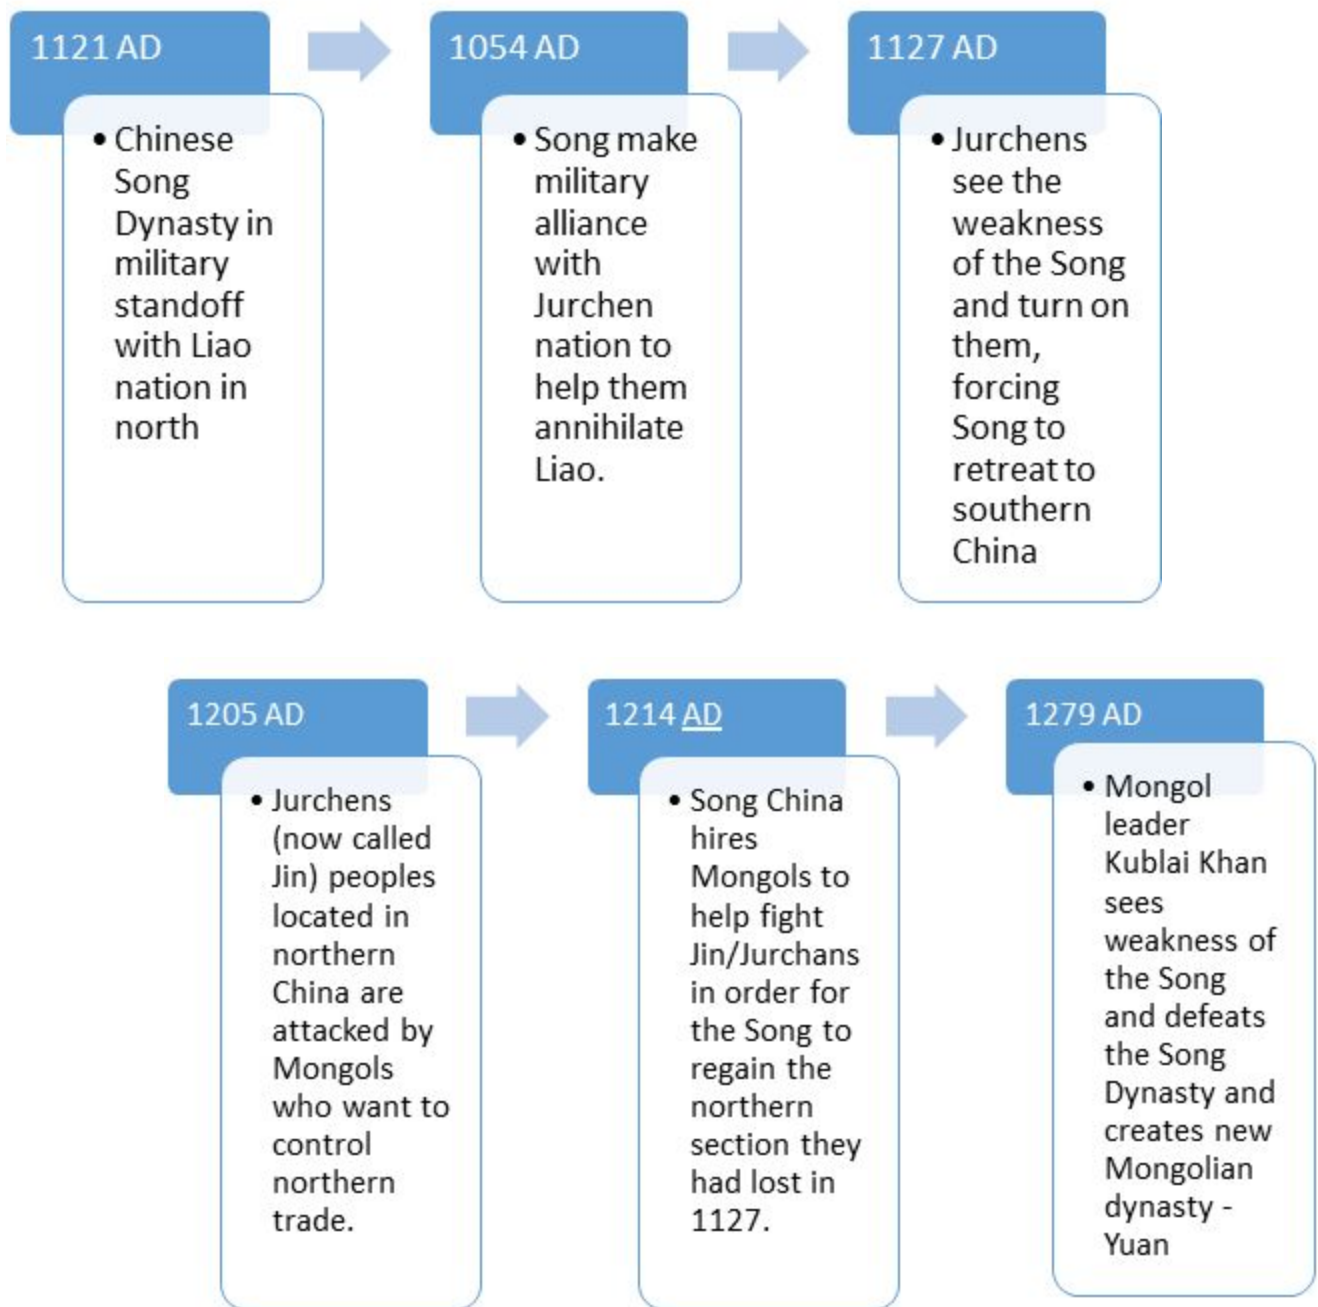 1121 AD
• Chinese
Song
Dynasty in
military
standoff
with Liao
nation in
north
1054 AD
• Song make
military
alliance
with
Jurchen
nation to
help them
annihilate
Liao.
1127 AD
• Jurchens
see the
weakness
of the Song
and turn on
them,
forcing
Song to
retreat to
southern
China
1205 AD
• Jurchens
(now called
Jin) peoples
located in
northern
China are
attacked by
Mongols
who want to
control
northern
trade.
1214 AD
• Song China
hires
Mongols to
help fight
Jin/Jurchans
in order for
the Song to
regain the
northern
section they
had lost in
1127.
1279 AD
• Mongol
leader
Kublai Khan
sees
weakness of
the Song
and defeats
the Song
Dynasty and
creates new
Mongolian
dynasty -
Yuan